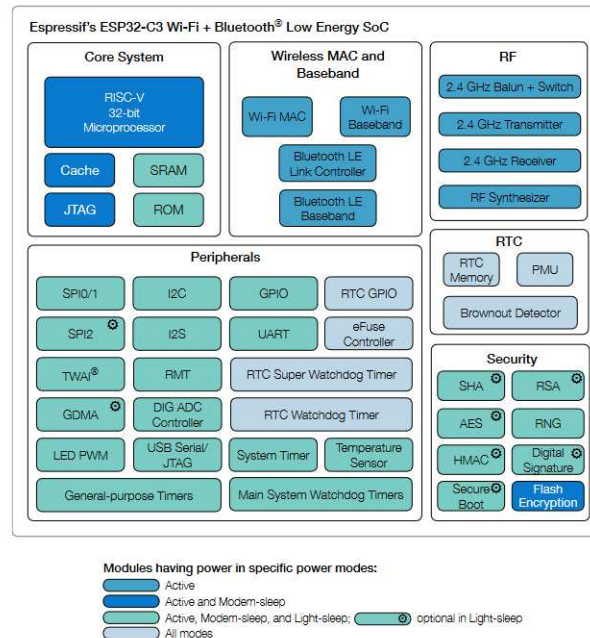 Espressif's ESP32-C3 Wi-Fi + Bluetooth® Low Energy SoC
Core System
RISC-V
32-bit
Microprocessor
Cache
SRAM
JTAG
ROM
Wireless MAC and
Baseband
Wi-Fi MAC
Wi-Fi
Baseband
Bluetooth LE
Link Controller
Bluetooth LE
Baseband
RF
2.4 GHz Balun + Switch
2.4 GHz Transmitter
2.4 GHz Receiver
RF Synthesizer
RTC
RTC
Memory
PMU
Brownout Detector
Peripherals
SPI0/1
I2C
GPIO
RTC GPIO
SPI2
I2S
UART
eFuse
Controller
TWAI®
RMT
RTC Super Watchdog Timer
GDMA
DIG ADC
Controller
RTC Watchdog Timer
LED PWM
USB Serial/
JTAG
System Timer
Temperature
Sensor
General-purpose Timers
Main System Watchdog Timers
Security
SHA
RSA
AES
RNG
HMAC
Digital
Signature
Secure
Boot
Flash
Encryption
Modules having power in specific power modes:
Active
Active and Modem-sleep
Active, Modem-sleep, and Light-sleep; optional in Light-sleep
All modes